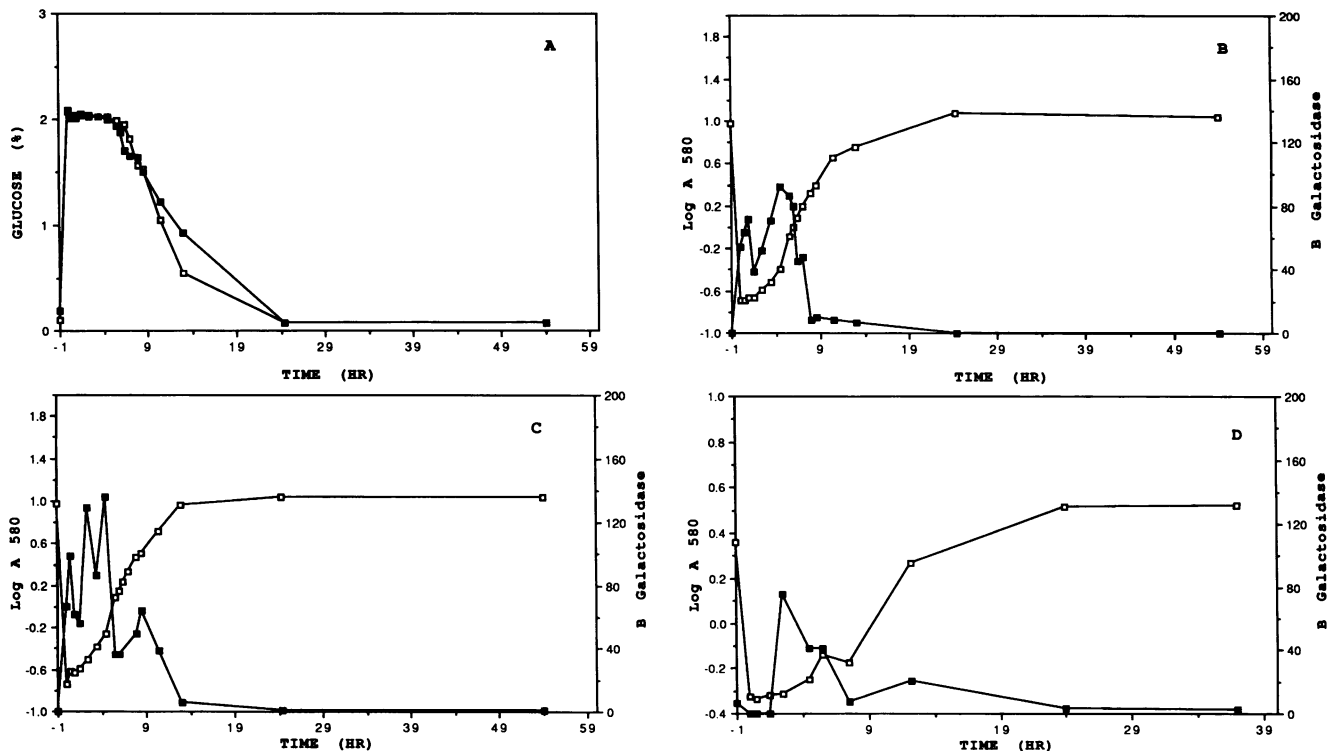 A
GLUCOSE (%)
3
2
1
0
-1 9 19 29 39 49 59
TIME (HR)
B
Log A 580
1.8
1.4
1.0
0.6
0.2
-0.2
-0.6
-1.0
B Galactosidase
200
160
120
80
40
0
-1 9 19 29 39 49 59
TIME (HR)
C
Log A 580
1.8
1.4
1.0
0.6
0.2
-0.2
-0.6
-1.0
B Galactosidase
200
160
120
80
40
0
-1 9 19 29 39 49 59
TIME (HR)
D
Log A 580
1.0
0.8
0.6
0.4
0.2
0.0
-0.2
-0.4
B Galactosidase
200
160
120
80
40
0
-1 9 19 29 39
TIME (HR)